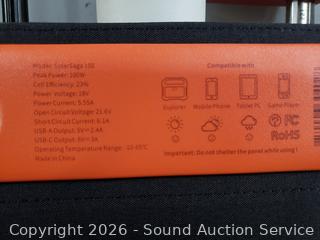 Model: SolarSaga 100
Peak Power: 100W
Cell Efficiency: 23%
Power Voltage: 18V
Power Current: 5.55A
Open Circuit Voltage: 21.6V
Short Circuit Current: 6.1A
USB-A Output: 5V⎓2.4A
USB-C Output: 5V⎓3A
Operating Temperature Range: -10-65℃
Made in China
Compatible with
Explorer
Mobile Phone
Tablet PC
Game Player
FC
RoHS
Important: Do not shelter the panel while using !
Copyright 2026 - Sound Auction Service